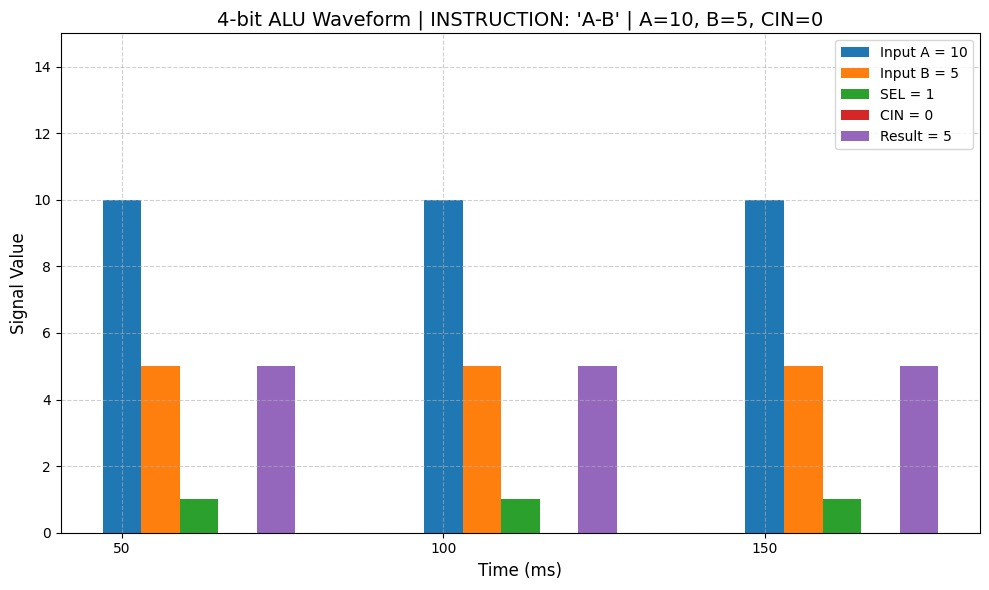 4-bit ALU Waveform | INSTRUCTION: 'A-B' | A=10, B=5, CIN=0
Input A = 10
Input B = 5
SEL = 1
CIN = 0
Result = 5
Signal Value
14
12
10
8
6
4
2
0
50
100
150
Time (ms)